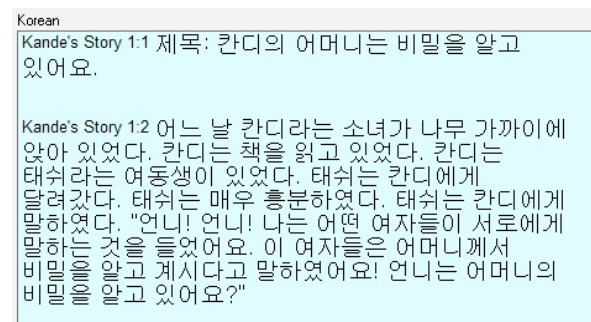 Korean
Kande's Story 1:1 제목: 칸디의 어머니는 비밀을 알고
있어요.
Kande's Story 1:2 어느 날 칸디라는 소녀가 나무 가까이에
앉아 있었다. 칸디는 책을 읽고 있었다. 칸디는
태쉬라는 여동생이 있었다. 태쉬는 칸디에게
달려갔다. 태쉬는 매우 흥분하였다. 태쉬는 칸디에게
말하였다. "언니! 언니! 나는 어떤 여자들이 서로에게
말하는 것을 들었어요. 이 여자들은 어머니께서
비밀을 알고 계시다고 말하였어요! 언니는 어머니의
비밀을 알고 있어요?"